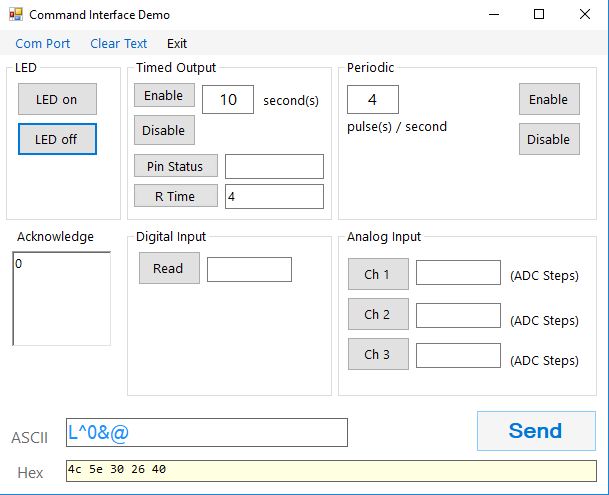 Command Interface Demo
Com Port Clear Text Exit
LED
LED on
LED off
Timed Output
Enable 10 second(s)
Disable
Pin Status
R Time 4
Periodic
4 Enable
pulse(s) / second Disable
Acknowledge
0
Digital Input
Read
Analog Input
Ch 1 (ADC Steps)
Ch 2 (ADC Steps)
Ch 3 (ADC Steps)
ASCII L^0&@ Send
Hex 4c 5e 30 26 40